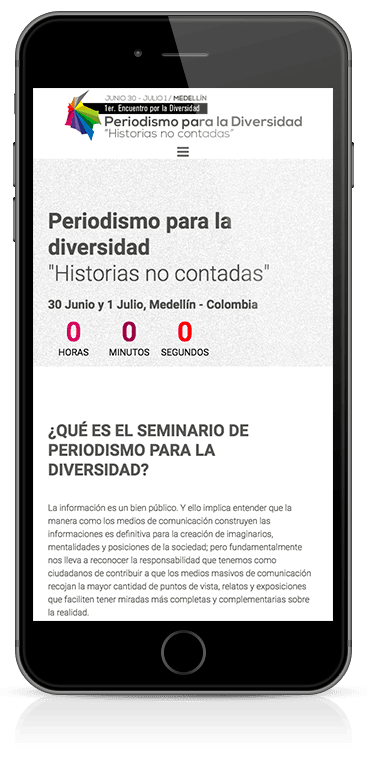 JUNIO 30 - JULIO 1 / MEDELLÍN
1er. Encuentro por la Diversidad
Periodismo para la Diversidad
"Historias no contadas"
Periodismo para la
diversidad
"Historias no contadas"
30 Junio y 1 Julio, Medellín - Colombia
0 0 0
HORAS MINUTOS SEGUNDOS
¿QUÉ ES EL SEMINARIO DE
PERIODISMO PARA LA
DIVERSIDAD?
La información es un bien público. Y ello implica entender que la
manera como los medios de comunicación construyen las
informaciones es definitiva para la creación de imaginarios,
mentalidades y posiciones de la sociedad; pero fundamentalmente
nos lleva a reconocer la responsabilidad que tenemos como
ciudadanos de contribuir a que los medios masivos de comunicación
recojan la mayor cantidad de puntos de vista, relatos y exposiciones
que faciliten tener miradas más completas y complementarias sobre
la realidad.